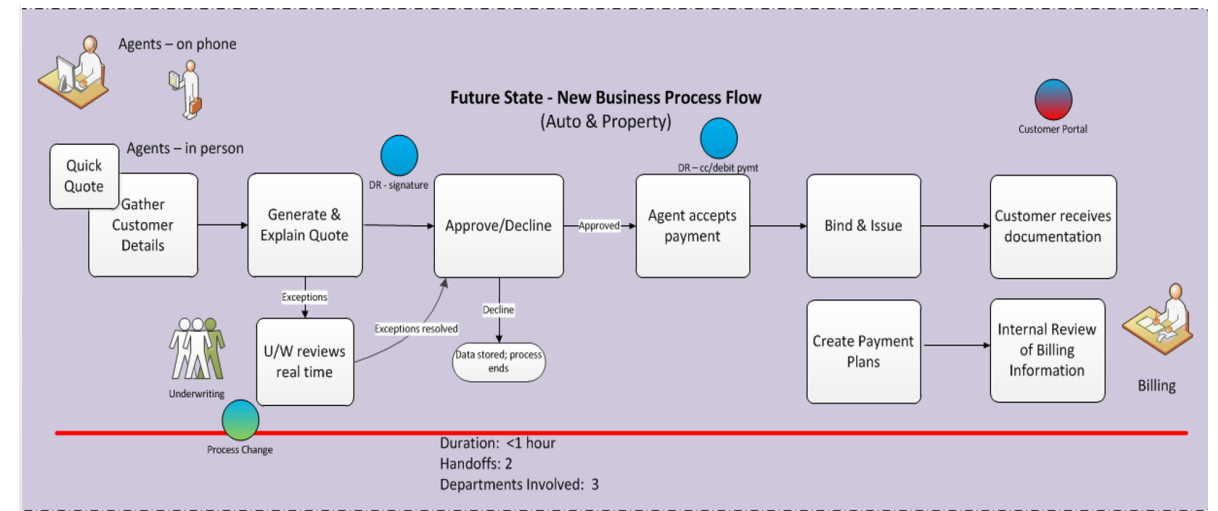 Agents – on phone
Future State - New Business Process Flow
(Auto & Property)
Customer Portal
Agents – in person
Quick
Quote
DR - signature
DR – cc/debit pymt
Gather
Customer
Details
Generate &
Explain Quote
Approve/Decline
Approved
Agent accepts
payment
Bind & Issue
Customer receives
documentation
Exceptions
Exceptions resolved
Decline
U/W reviews
real time
Underwriting
Data stored; process
ends
Create Payment
Plans
Internal Review
of Billing
Information
Billing
Process Change
Duration:  <1 hour
Handoffs: 2
Departments Involved:  3